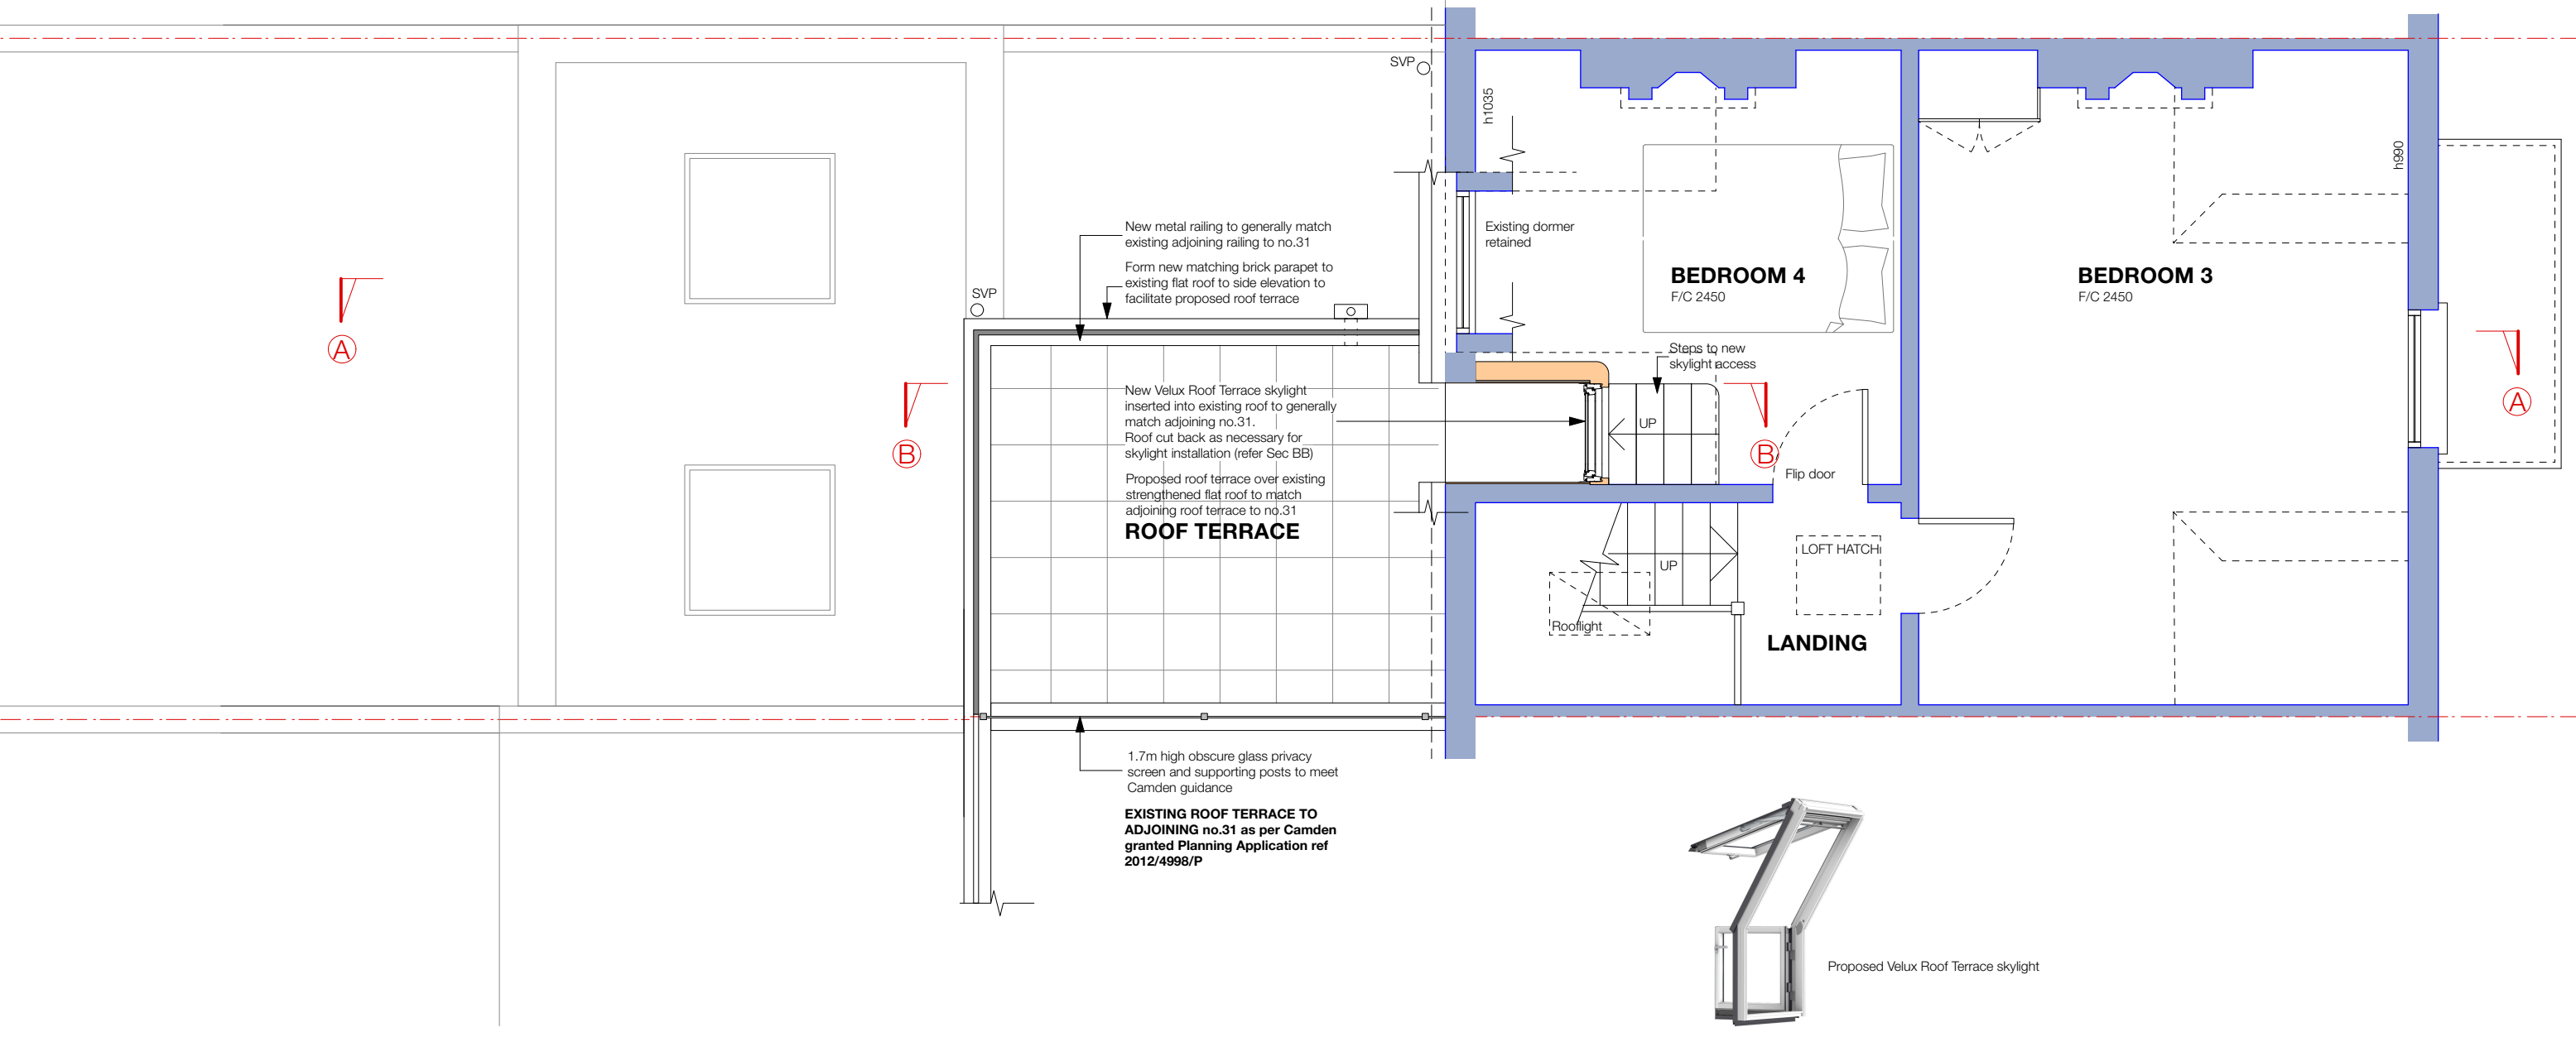 SVP
h1035
h990
New metal railing to generally match
existing adjoining railing to no.31
Form new matching brick parapet to
existing flat roof to side elevation to
facilitate proposed roof terrace
SVP
Existing dormer
retained
BEDROOM 4
F/C 2450
BEDROOM 3
F/C 2450
A
A
Steps to new
skylight access
New Velux Roof Terrace skylight
inserted into existing roof to generally
match adjoining no.31.
Roof cut back as necessary for
skylight installation (refer Sec BB)
UP
B
B
Flip door
Proposed roof terrace over existing
strengthened flat roof to match
adjoining roof terrace to no.31
ROOF TERRACE
LOFT HATCH
UP
Rooflight
LANDING
1.7m high obscure glass privacy
screen and supporting posts to meet
Camden guidance
EXISTING ROOF TERRACE TO
ADJOINING no.31 as per Camden
granted Planning Application ref
2012/4998/P
Proposed Velux Roof Terrace skylight